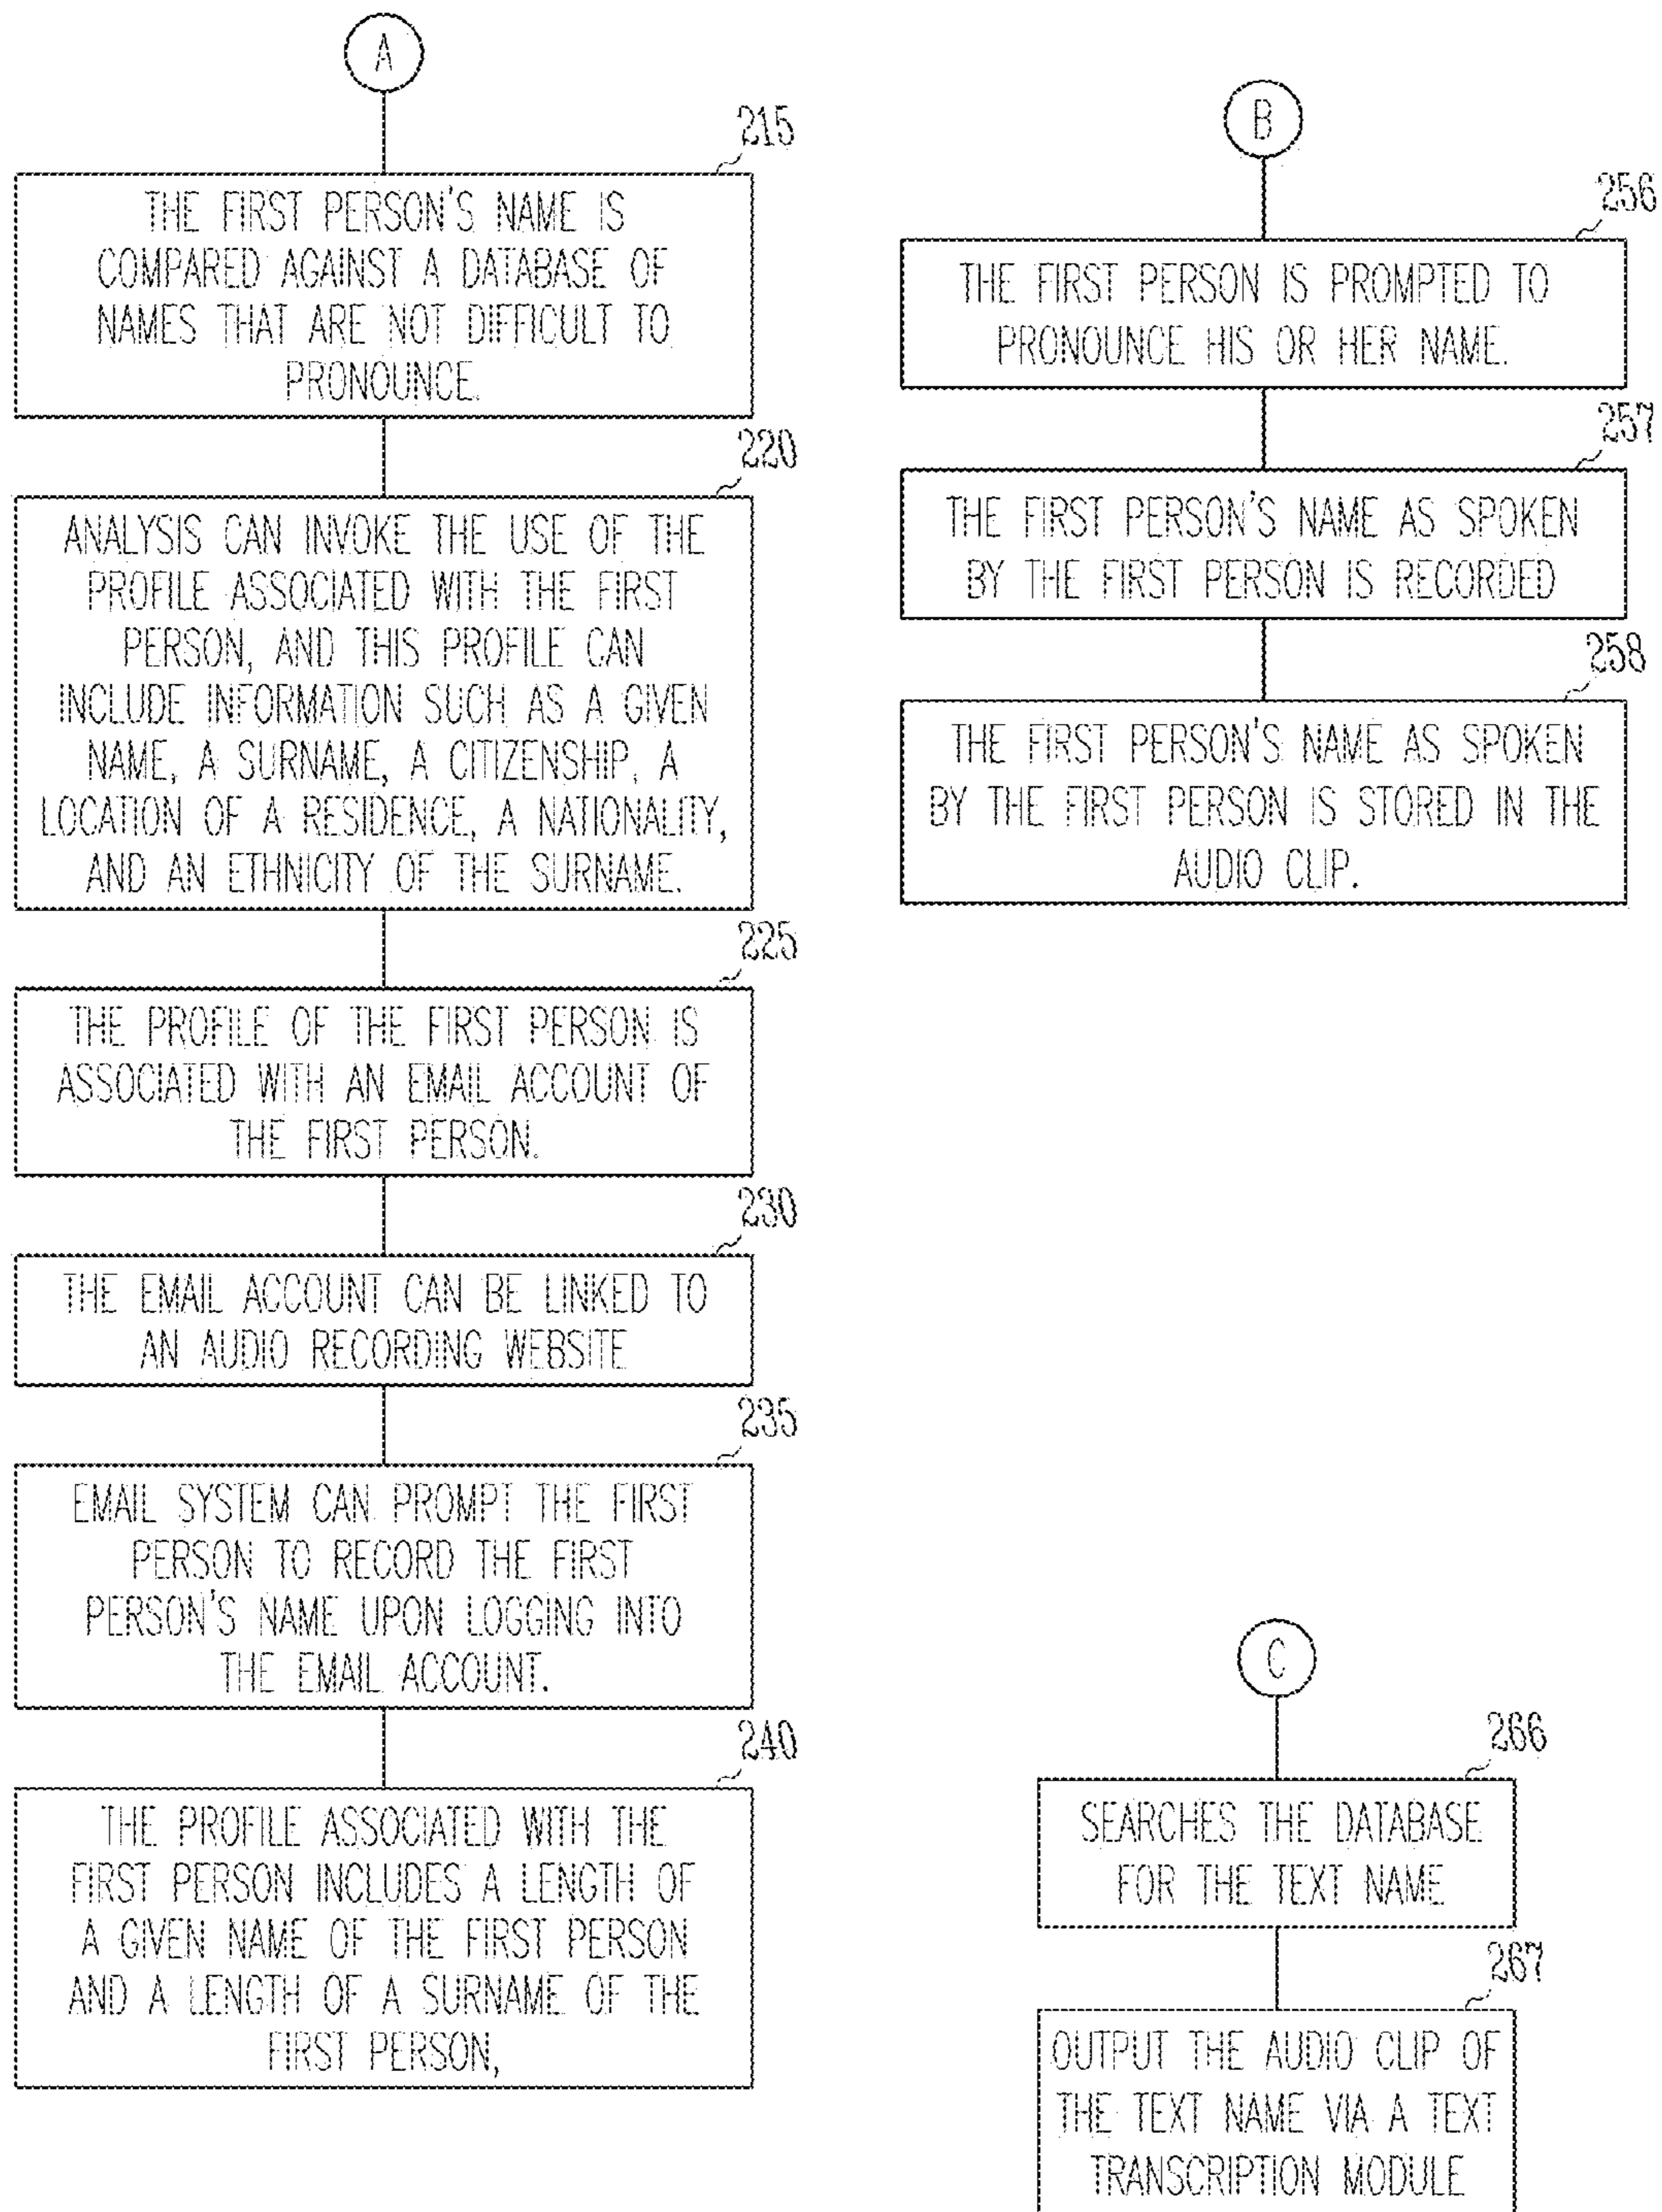 A
215
THE FIRST PERSON'S NAME IS
COMPARED AGAINST A DATABASE OF
NAMES THAT ARE NOT DIFFICULT TO
PRONOUNCE.
220
ANALYSIS CAN INVOKE THE USE OF THE
PROFILE ASSOCIATED WITH THE FIRST
PERSON, AND THIS PROFILE CAN
INCLUDE INFORMATION SUCH AS A GIVEN
NAME, A SURNAME, A CITIZENSHIP, A
LOCATION OF A RESIDENCE, A NATIONALITY,
AND AN ETHNICITY OF THE SURNAME.
225
THE PROFILE OF THE FIRST PERSON IS
ASSOCIATED WITH AN EMAIL ACCOUNT OF
THE FIRST PERSON.
230
THE EMAIL ACCOUNT CAN BE LINKED TO
AN AUDIO RECORDING WEBSITE
235
EMAIL SYSTEM CAN PROMPT THE FIRST
PERSON TO RECORD THE FIRST
PERSON'S NAME UPON LOGGING INTO
THE EMAIL ACCOUNT.
240
THE PROFILE ASSOCIATED WITH THE
FIRST PERSON INCLUDES A LENGTH OF
A GIVEN NAME OF THE FIRST PERSON
AND A LENGTH OF A SURNAME OF THE
FIRST PERSON,
B
256
THE FIRST PERSON IS PROMPTED TO
PRONOUNCE HIS OR HER NAME.
257
THE FIRST PERSON'S NAME AS SPOKEN
BY THE FIRST PERSON IS RECORDED
258
THE FIRST PERSON'S NAME AS SPOKEN
BY THE FIRST PERSON IS STORED IN THE
AUDIO CLIP.
C
266
SEARCHES THE DATABASE
FOR THE TEXT NAME
267
OUTPUT THE AUDIO CLIP OF
THE TEXT NAME VIA A TEXT
TRANSCRIPTION MODULE